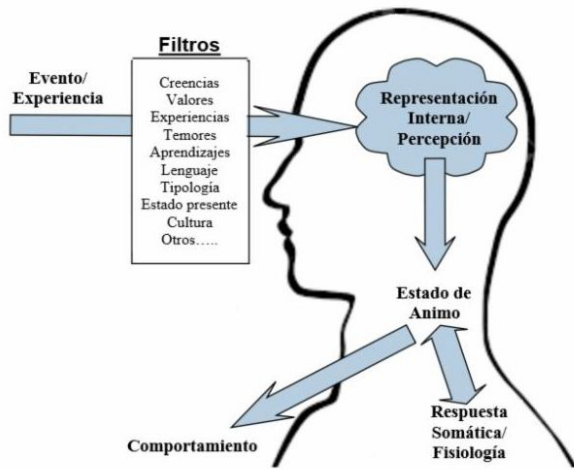 Filtros
Evento/
Experiencia
Creencias
Valores
Experiencias
Temores
Aprendizajes
Lenguaje
Tipología
Estado presente
Cultura
Otros…..
Representación
Interna/
Percepción
Estado de
Animo
Comportamiento
Respuesta
Somática/
Fisiología